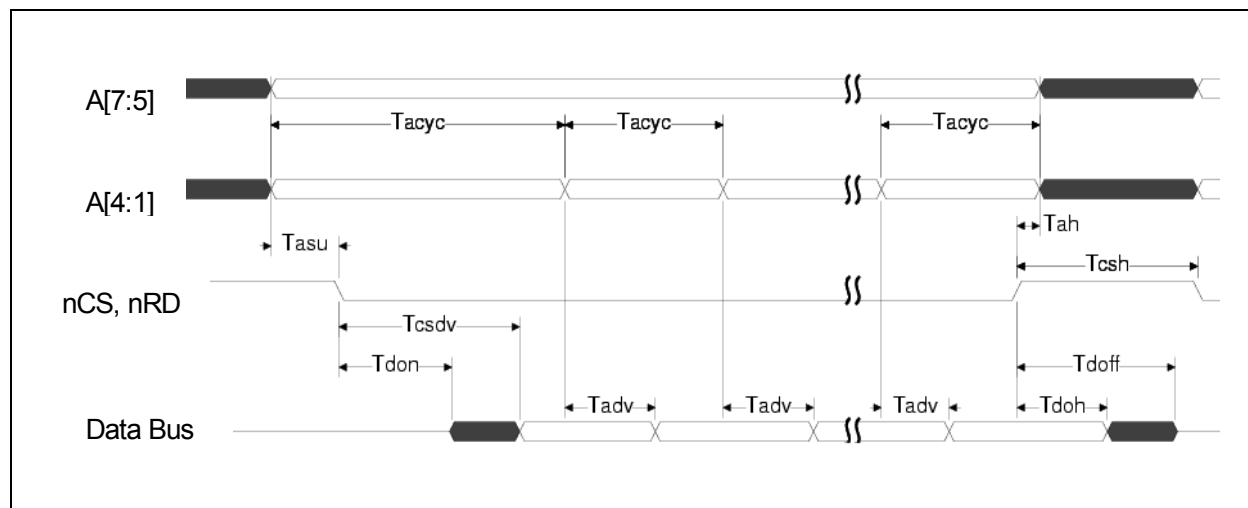 A[7:5]
Tacyc Tacyc Tacyc
A[4:1]
Tasu Tah
Tcsh
nCS, nRD
Tcsdv
Tdon Tdoff
Tadv Tadv Tadv Tdoh
Data Bus